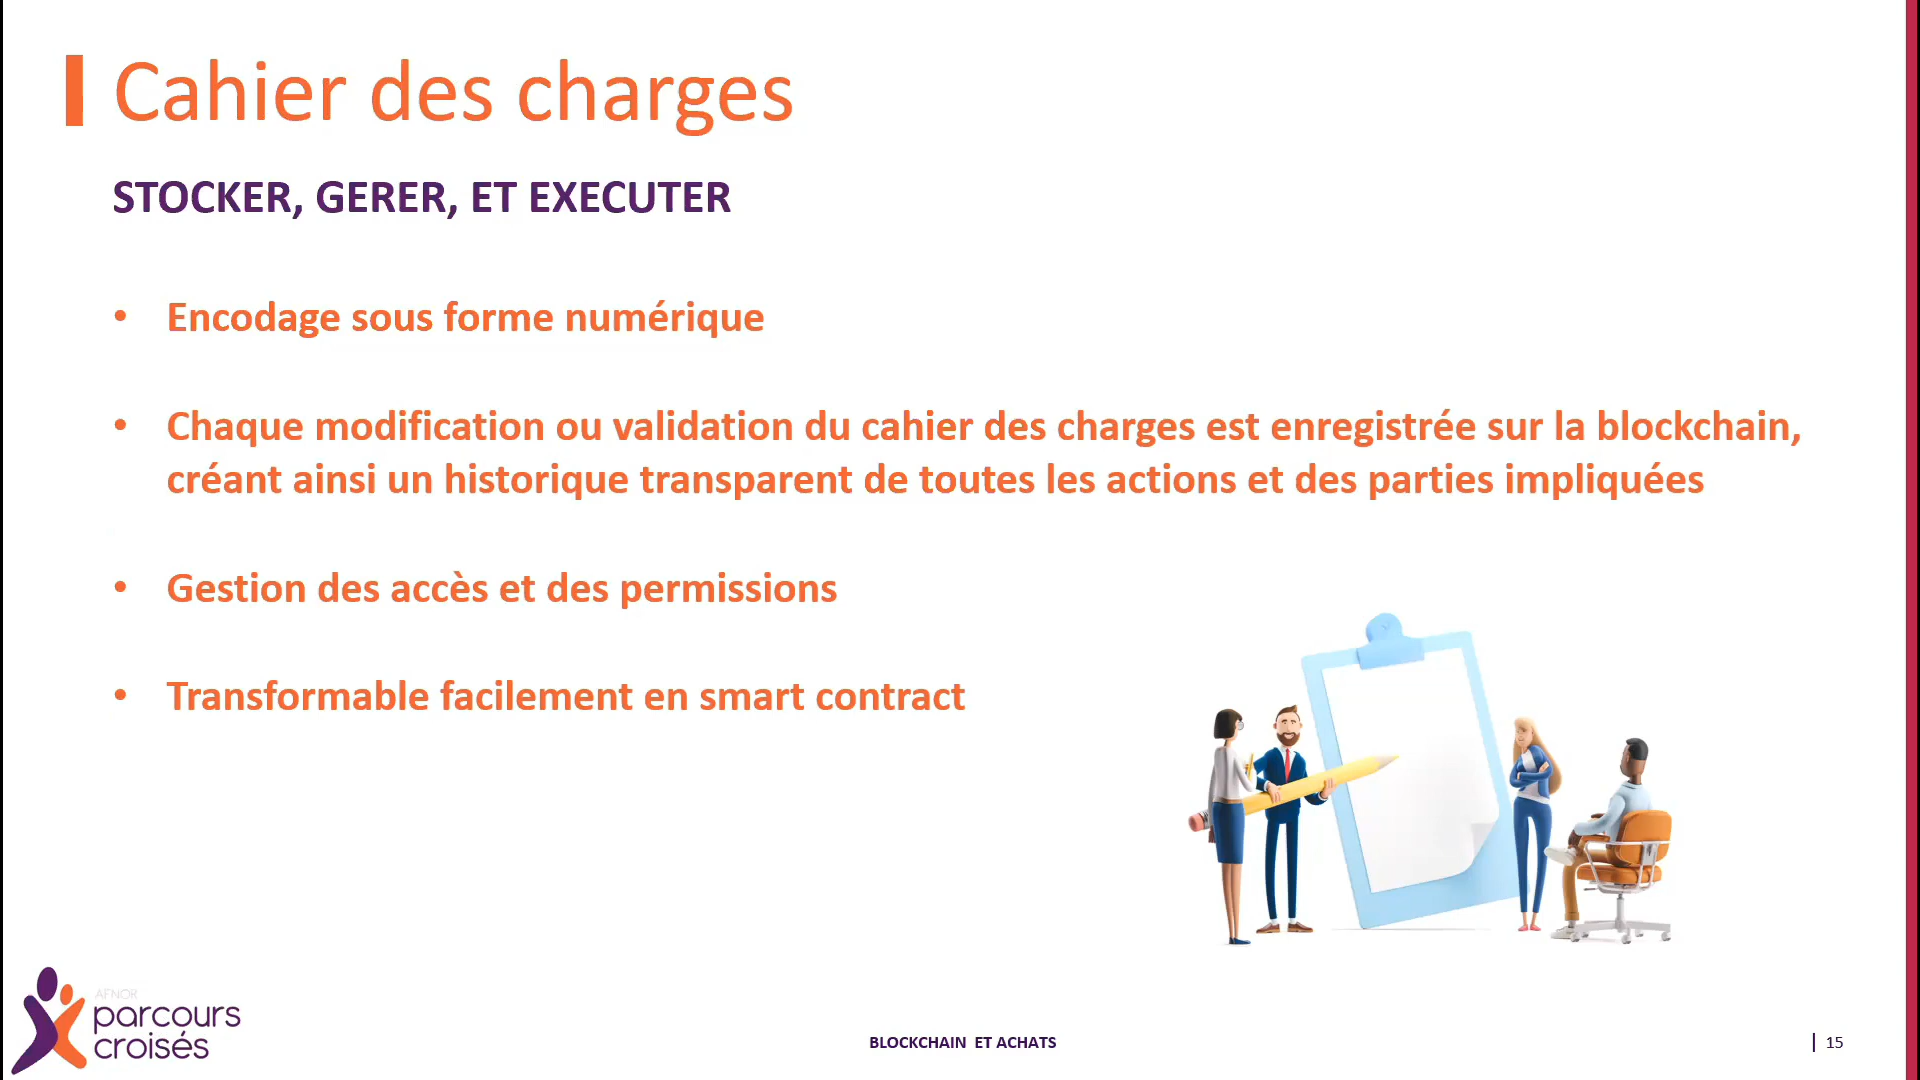 Cahier des charges
STOCKER, GERER, ET EXECUTER
• Encodage sous forme numérique
• Chaque modification ou validation du cahier des charges est enregistrée sur la blockchain,
créant ainsi un historique transparent de toutes les actions et des parties impliquées
• Gestion des accès et des permissions
• Transformable facilement en smart contract
AFNOR
parcours
croisés
BLOCKCHAIN ET ACHATS
15